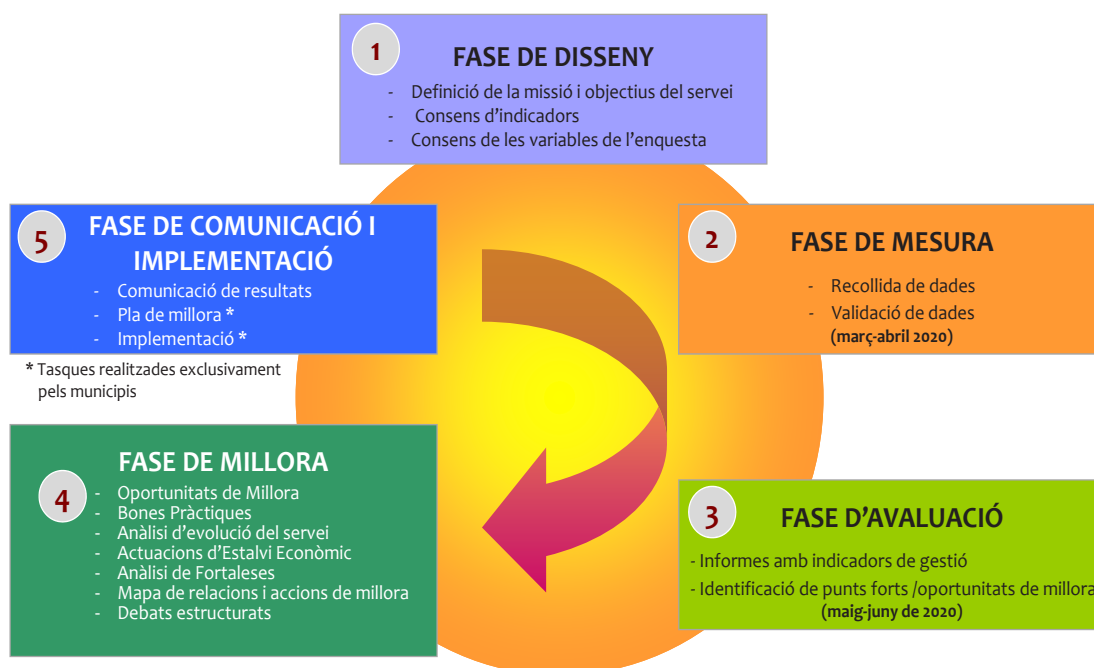 1
FASE DE DISSENY
- Definició de la missió i objectius del servei
- Consens d'indicadors
- Consens de les variables de l'enquesta
2
FASE DE MESURA
- Recollida de dades
- Validació de dades
(març-abril 2020)
3
FASE D'AVALUACIÓ
- Informes amb indicadors de gestió
- Identificació de punts forts /oportunitats de millora
(maig-juny de 2020)
4
FASE DE MILLORA
- Oportunitats de Millora
- Bones Pràctiques
- Anàlisi d'evolució del servei
- Actuacions d'Estalvi Econòmic
- Anàlisi de Fortaleses
- Mapa de relacions i accions de millora
- Debats estructurats
5
FASE DE COMUNICACIÓ I
IMPLEMENTACIÓ
- Comunicació de resultats
- Pla de millora *
- Implementació *
* Tasques realitzades exclusivament
pels municipis